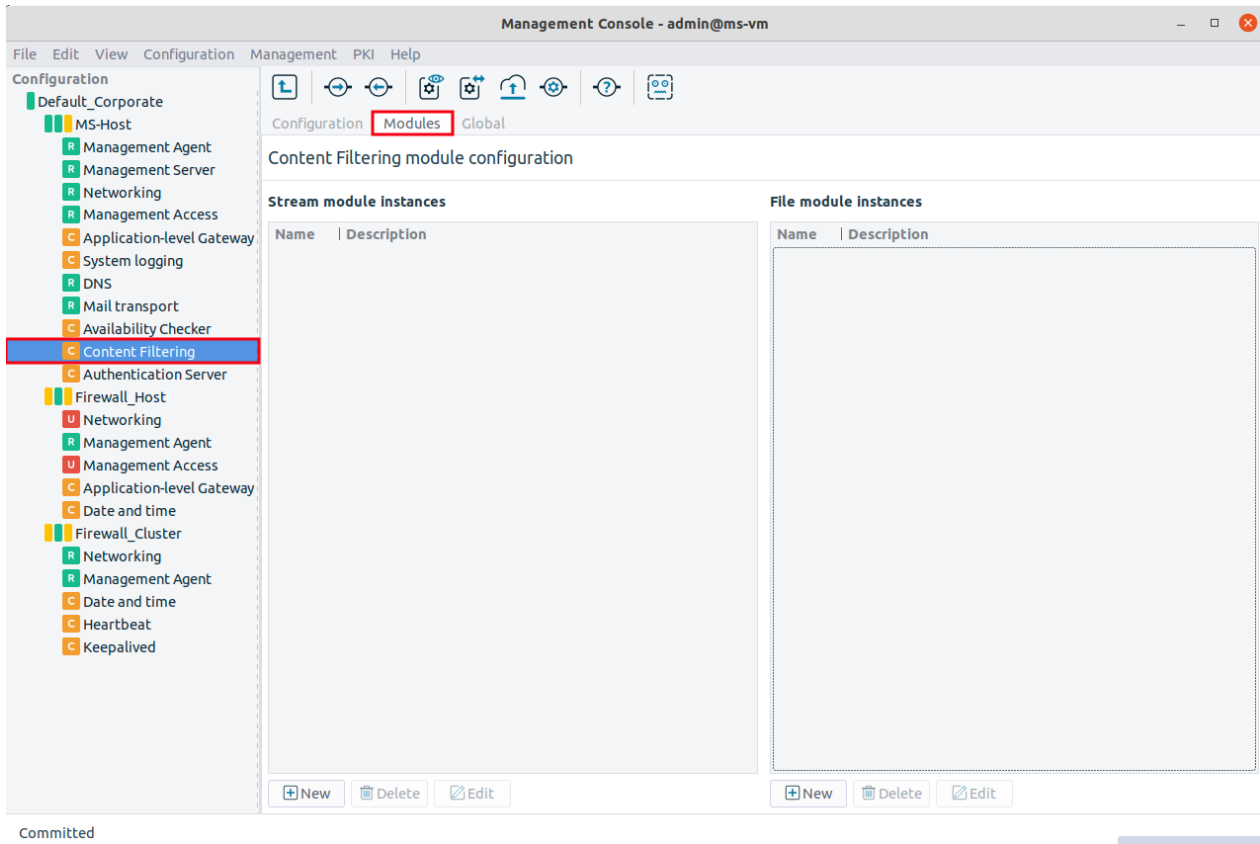 Management Console - admin@ms-vm
File Edit View Configuration Management PKI Help
Configuration
Default_Corporate
MS-Host
R Management Agent
R Management Server
R Networking
R Management Access
C Application-level Gateway
C System logging
R DNS
R Mail transport
C Availability Checker
C Content Filtering
C Authentication Server
Firewall_Host
U Networking
R Management Agent
U Management Access
C Application-level Gateway
C Date and time
Firewall_Cluster
R Networking
R Management Agent
C Date and time
C Heartbeat
C Keepalived
Configuration Modules Global
Content Filtering module configuration
Stream module instances
Name Description
New Delete Edit
File module instances
Name Description
New Delete Edit
Committed